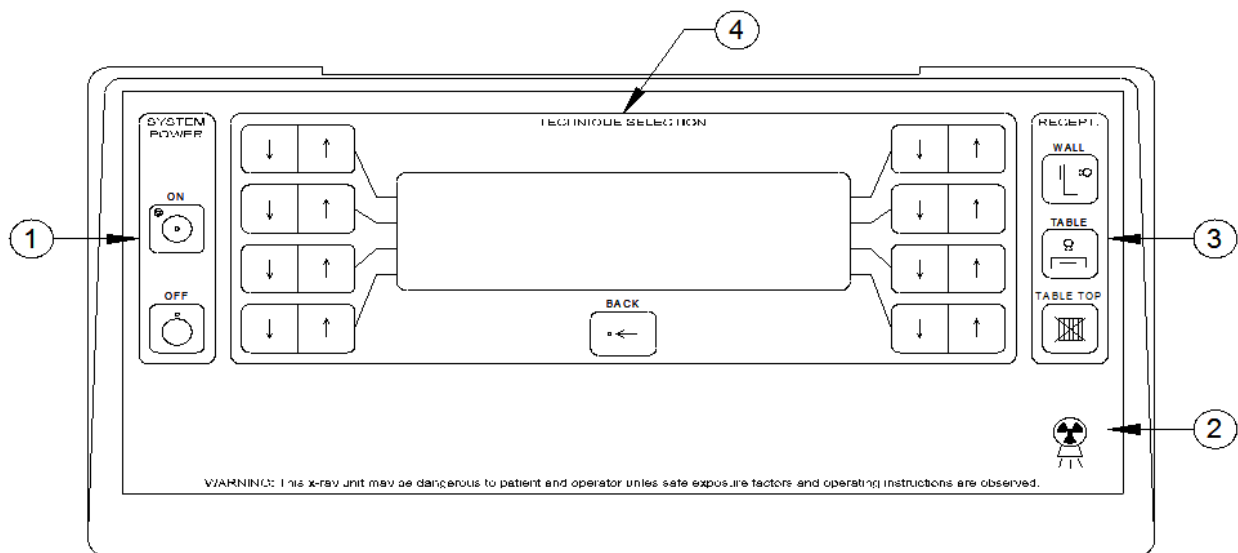 4
SYSTEM
POWER
TECHNIQUE SELECTION
RECEPT.
WALL
ON
TABLE
1
3
OFF
BACK
TABLE TOP
2
WARNING: This x-ray unit may be dangerous to patient and operator unles safe exposure factors and operating instructions are observed.